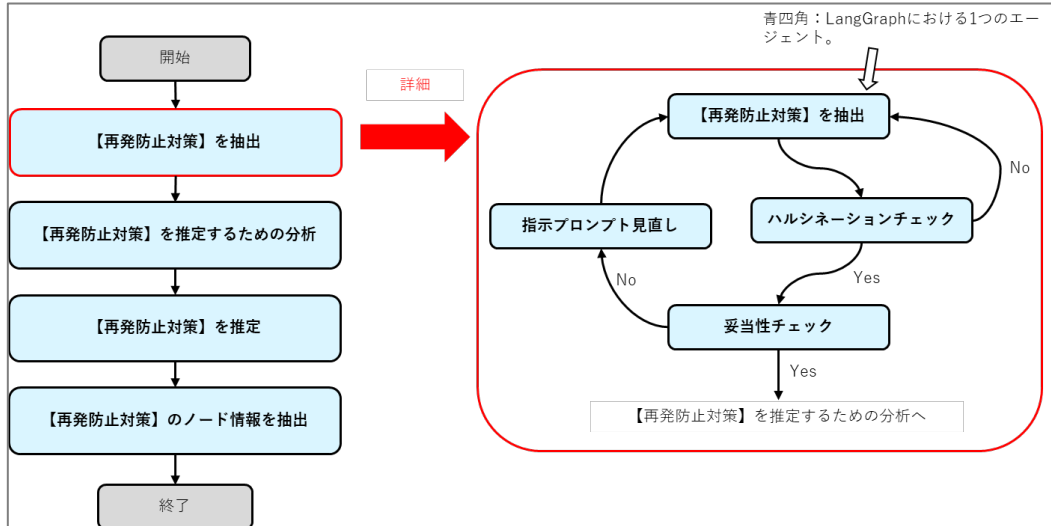 開始
【再発防止対策】を抽出
【再発防止対策】を推定するための分析
【再発防止対策】を推定
【再発防止対策】のノード情報を抽出
終了
詳細
青四角：LangGraphにおける1つのエー
ジェント。
【再発防止対策】を抽出
No
指示プロンプト見直し
ハルシネーションチェック
No
Yes
妥当性チェック
Yes
【再発防止対策】を推定するための分析へ